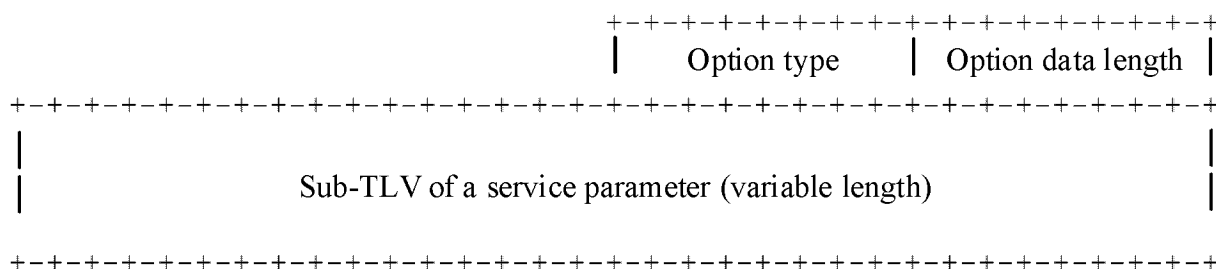 +-+-+-+-+-+-+-+-+-+-+-+-+-+-+-+-+
| Option type | Option data length |
+-+-+-+-+-+-+-+-+-+-+-+-+-+-+-+-+-+-+-+-+-+-+-+-+-+-+-+-+-+-+-+-+
| |
| Sub-TLV of a service parameter (variable length) |
+-+-+-+-+-+-+-+-+-+-+-+-+-+-+-+-+-+-+-+-+-+-+-+-+-+-+-+-+-+-+-+-+